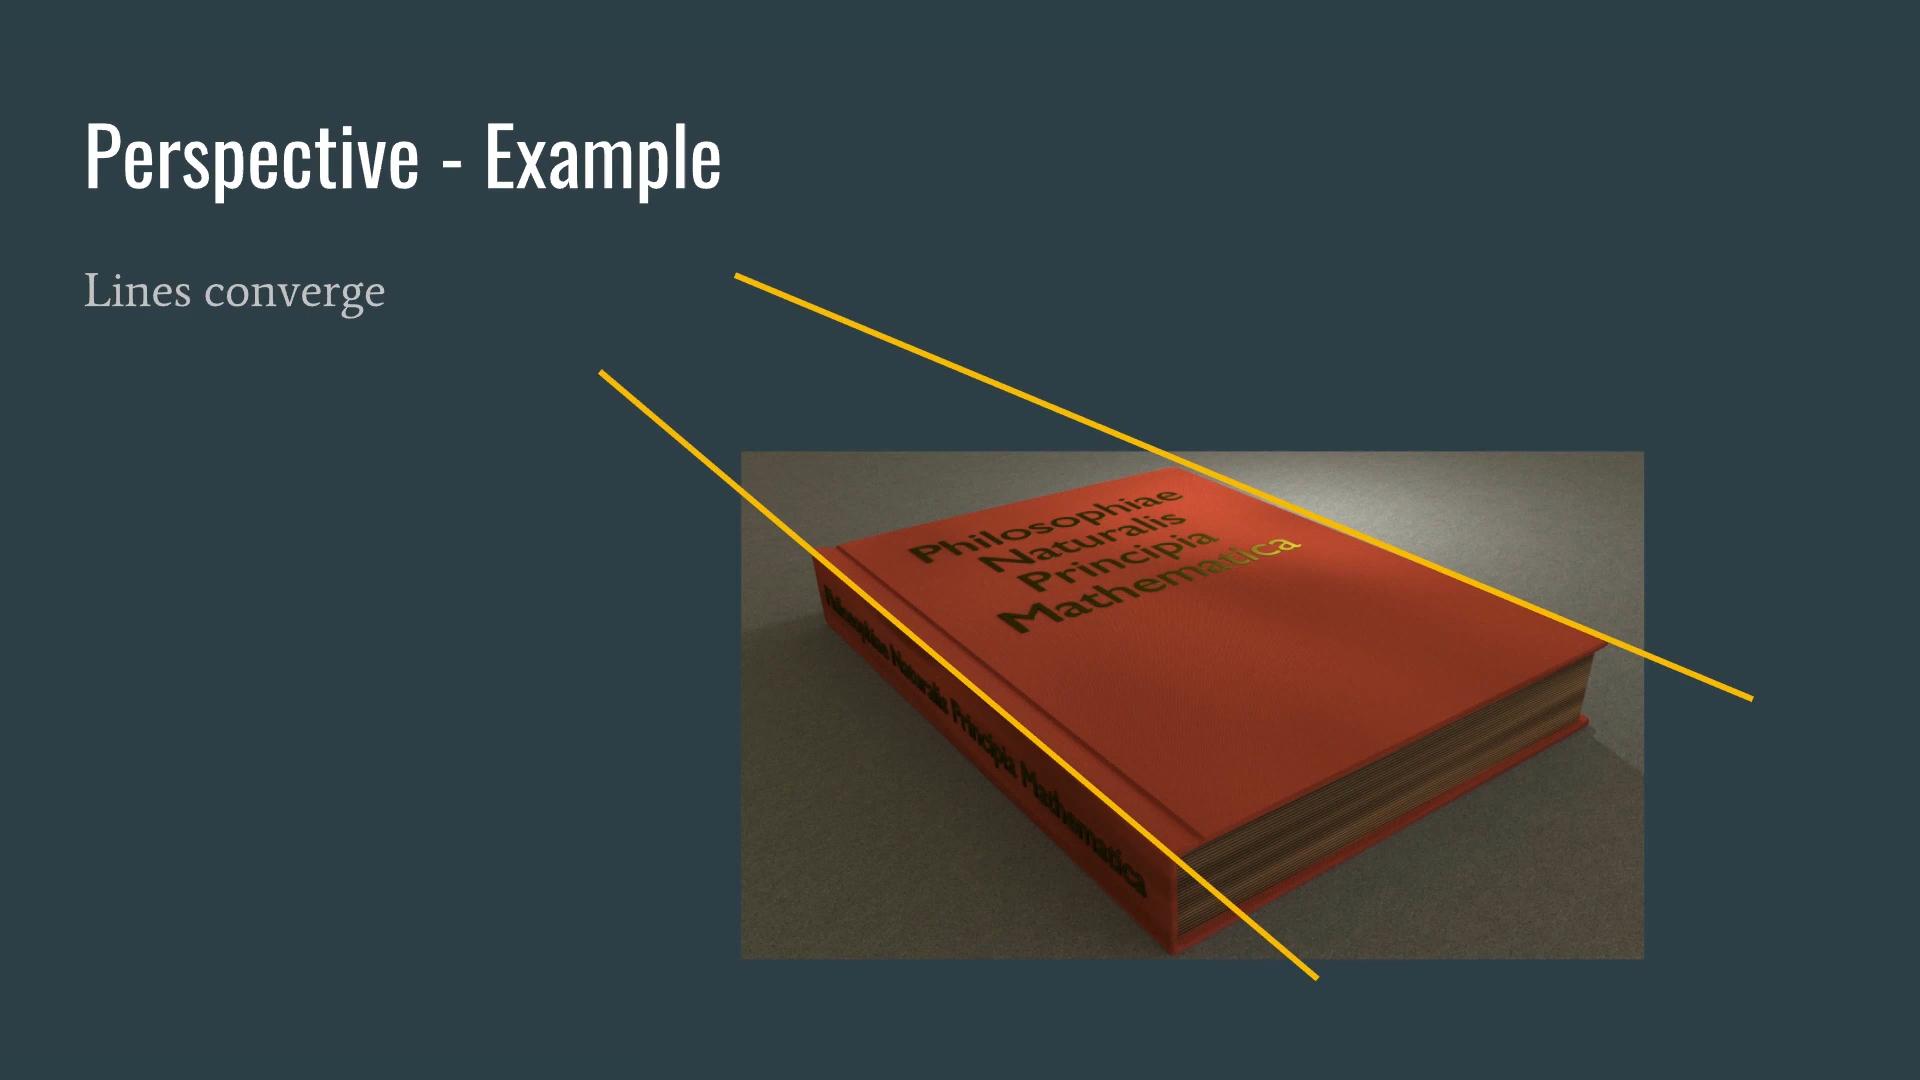 Perspective - Example
Lines converge
Philosophiae
Naturalis
Principia
Mathematica
Philosophiae Naturalis Principia Mathematica